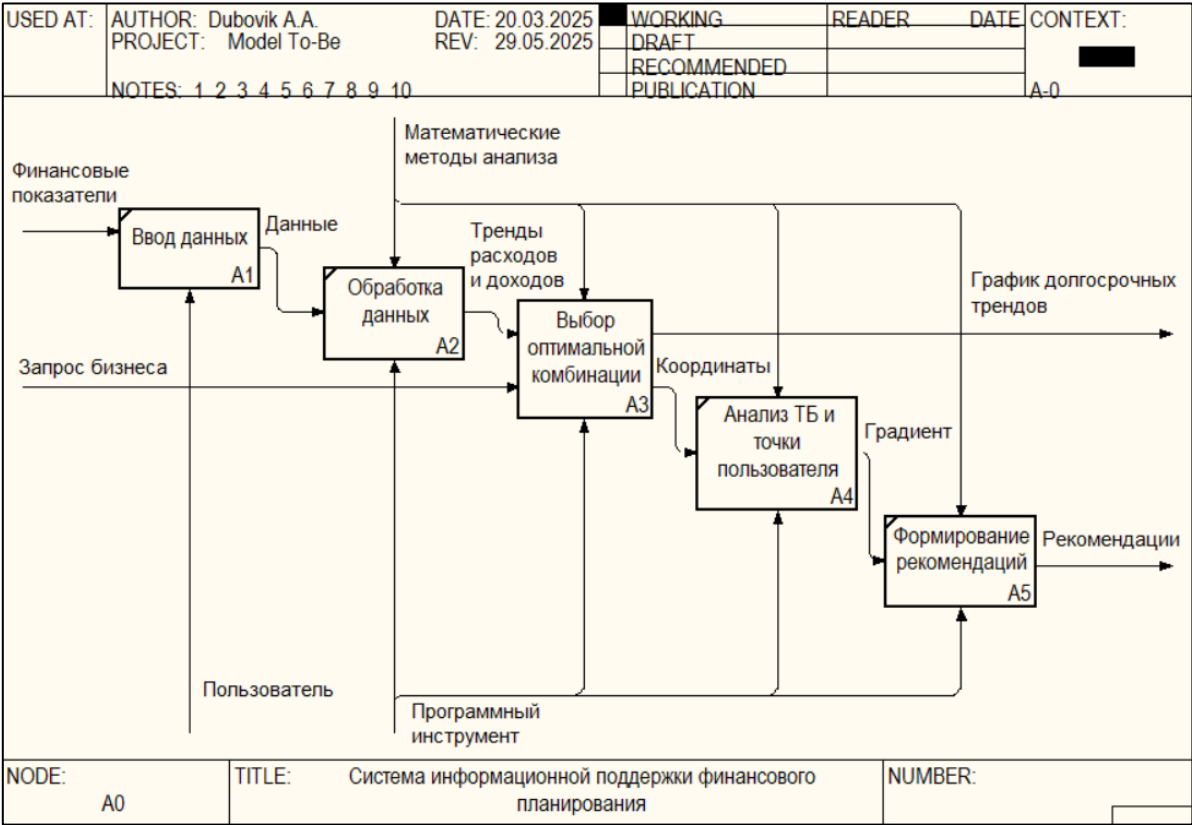 USED AT:
AUTHOR: Dubovik A.A.
DATE: 20.03.2025
PROJECT: Model To-Be
REV: 29.05.2025
NOTES: 1 2 3 4 5 6 7 8 9 10
WORKING
DRAFT
RECOMMENDED
PUBLICATION
READER
DATE
CONTEXT:
A-0
Математические
методы анализа
Финансовые
показатели
Ввод данных
A1
Данные
Обработка
данных
A2
Тренды
расходов
и доходов
График долгосрочных
трендов
Выбор
оптимальной
комбинации
A3
Запрос бизнеса
Координаты
Анализ ТБ и
точки
пользователя
A4
Градиент
Формирование
рекомендаций
A5
Рекомендации
Пользователь
Программный
инструмент
NODE:
A0
TITLE:
Система информационной поддержки финансового
планирования
NUMBER: